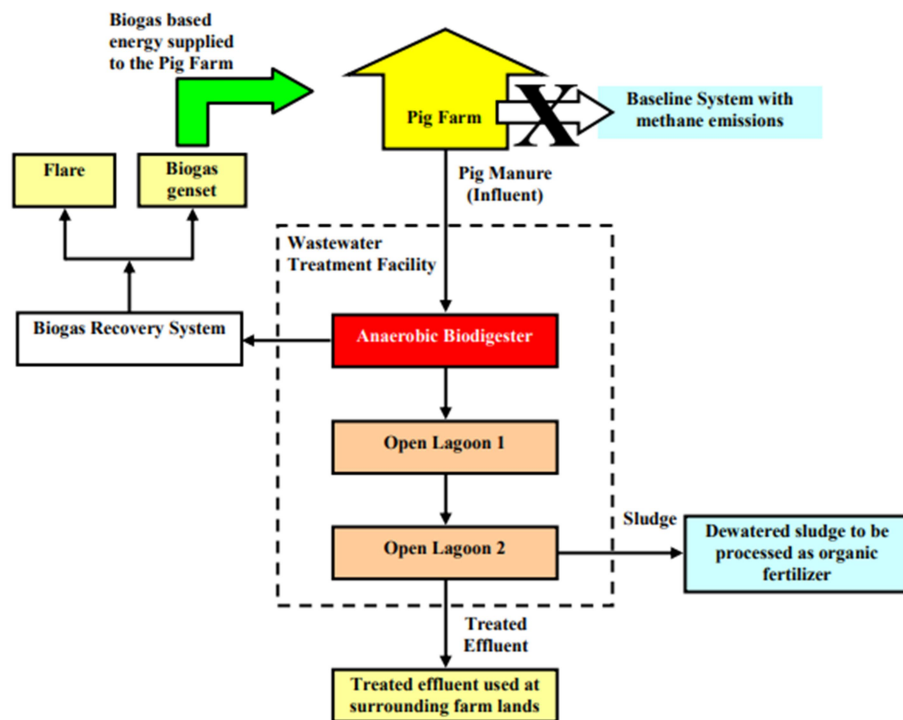 Biogas based
energy supplied
to the Pig Farm
Pig Farm
X
Baseline System with
methane emissions
Flare
Biogas
genset
Pig Manure
(Influent)
Wastewater
Treatment Facility
Biogas Recovery System
Anaerobic Biodigester
Open Lagoon 1
Open Lagoon 2
Sludge
Dewatered sludge to be
processed as organic
fertilizer
Treated
Effluent
Treated effluent used at
surrounding farm lands